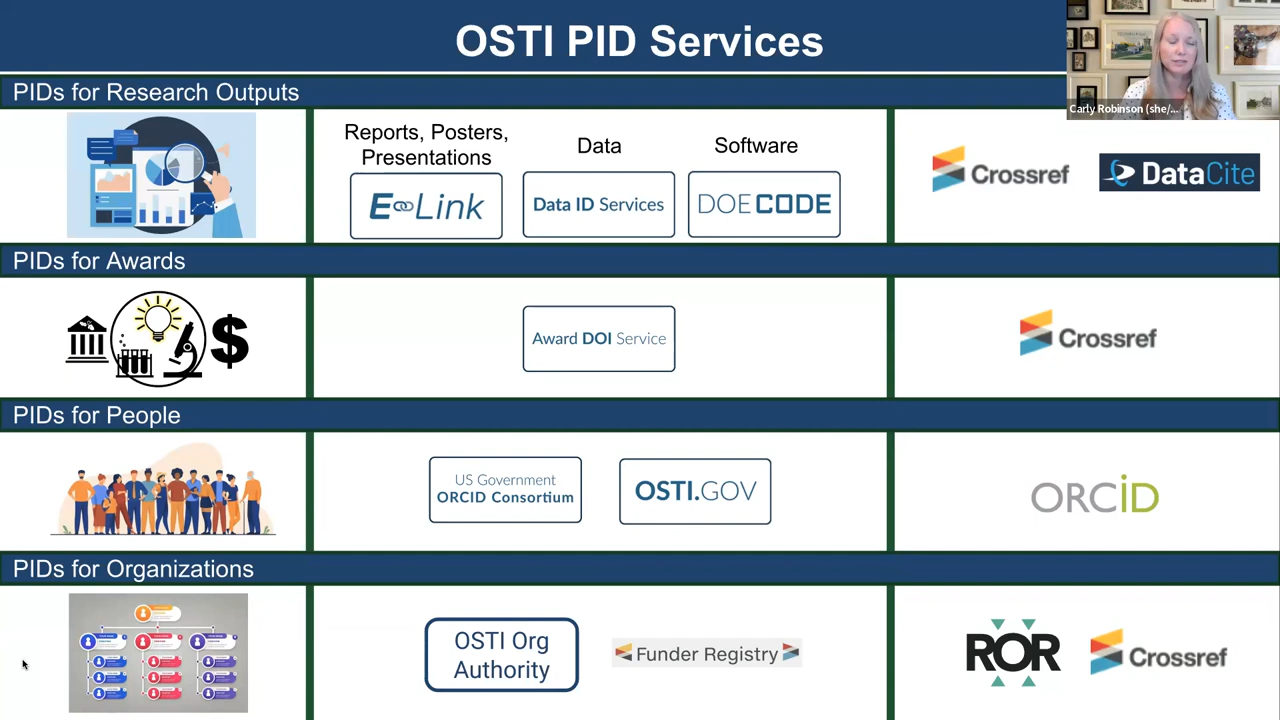 OSTI PID Services
Carly Robinson (she/...
PIDs for Research Outputs
Reports, Posters,
Presentations
E-Link
Data
Data ID Services
Software
DOE CODE
Crossref
DataCite
PIDs for Awards
$
Award DOI Service
Crossref
PIDs for People
US Government
ORCID Consortium
OSTI.GOV
ORCiD
PIDs for Organizations
OSTI Org
Authority
Funder Registry
ROR
Crossref